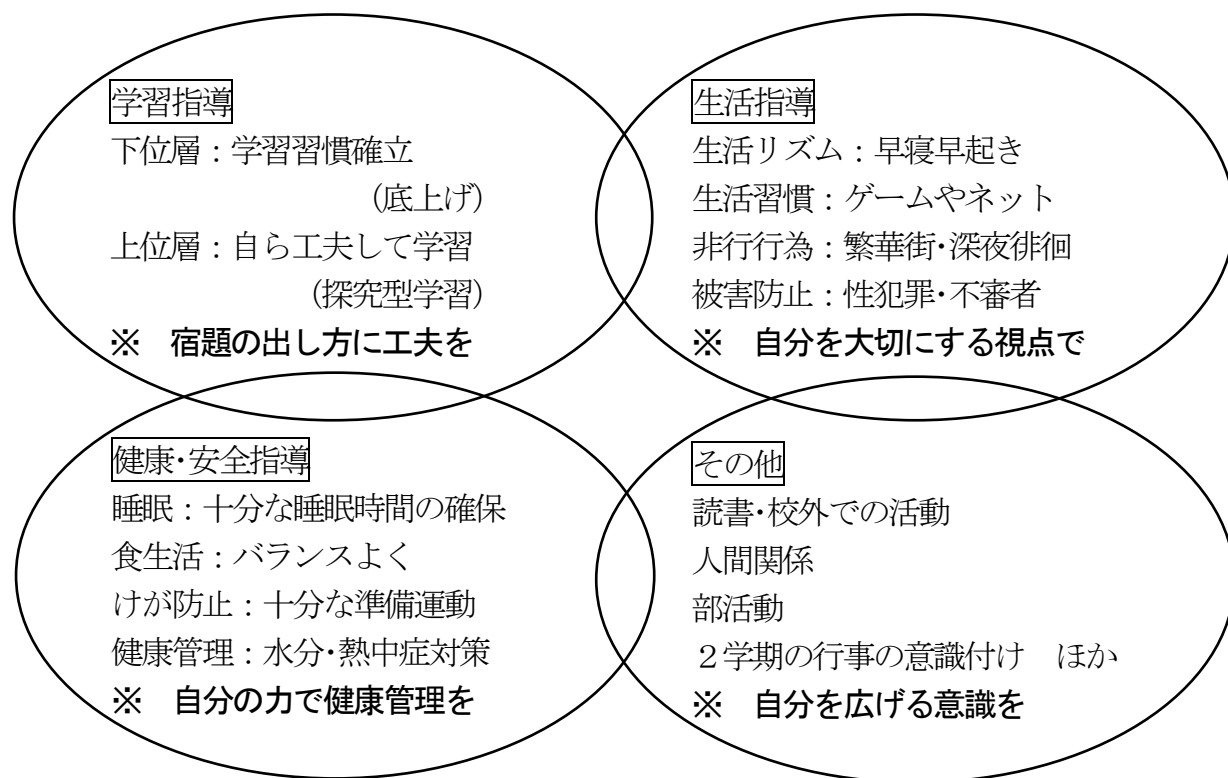 学習指導
下位層：学習習慣確立
（底上げ）
上位層：自ら工夫して学習
（探究型学習）
※　宿題の出し方に工夫を
生活指導
生活リズム：早寝早起き
生活習慣：ゲームやネット
非行行為：繁華街・深夜徘徊
被害防止：性犯罪・不審者
※　自分を大切にする視点で
健康・安全指導
睡眠：十分な睡眠時間の確保
食生活：バランスよく
けが防止：十分な準備運動
健康管理：水分・熱中症対策
※　自分の力で健康管理を
その他
読書・校外での活動
人間関係
部活動
２学期の行事の意識付け　ほか
※　自分を広げる意識を